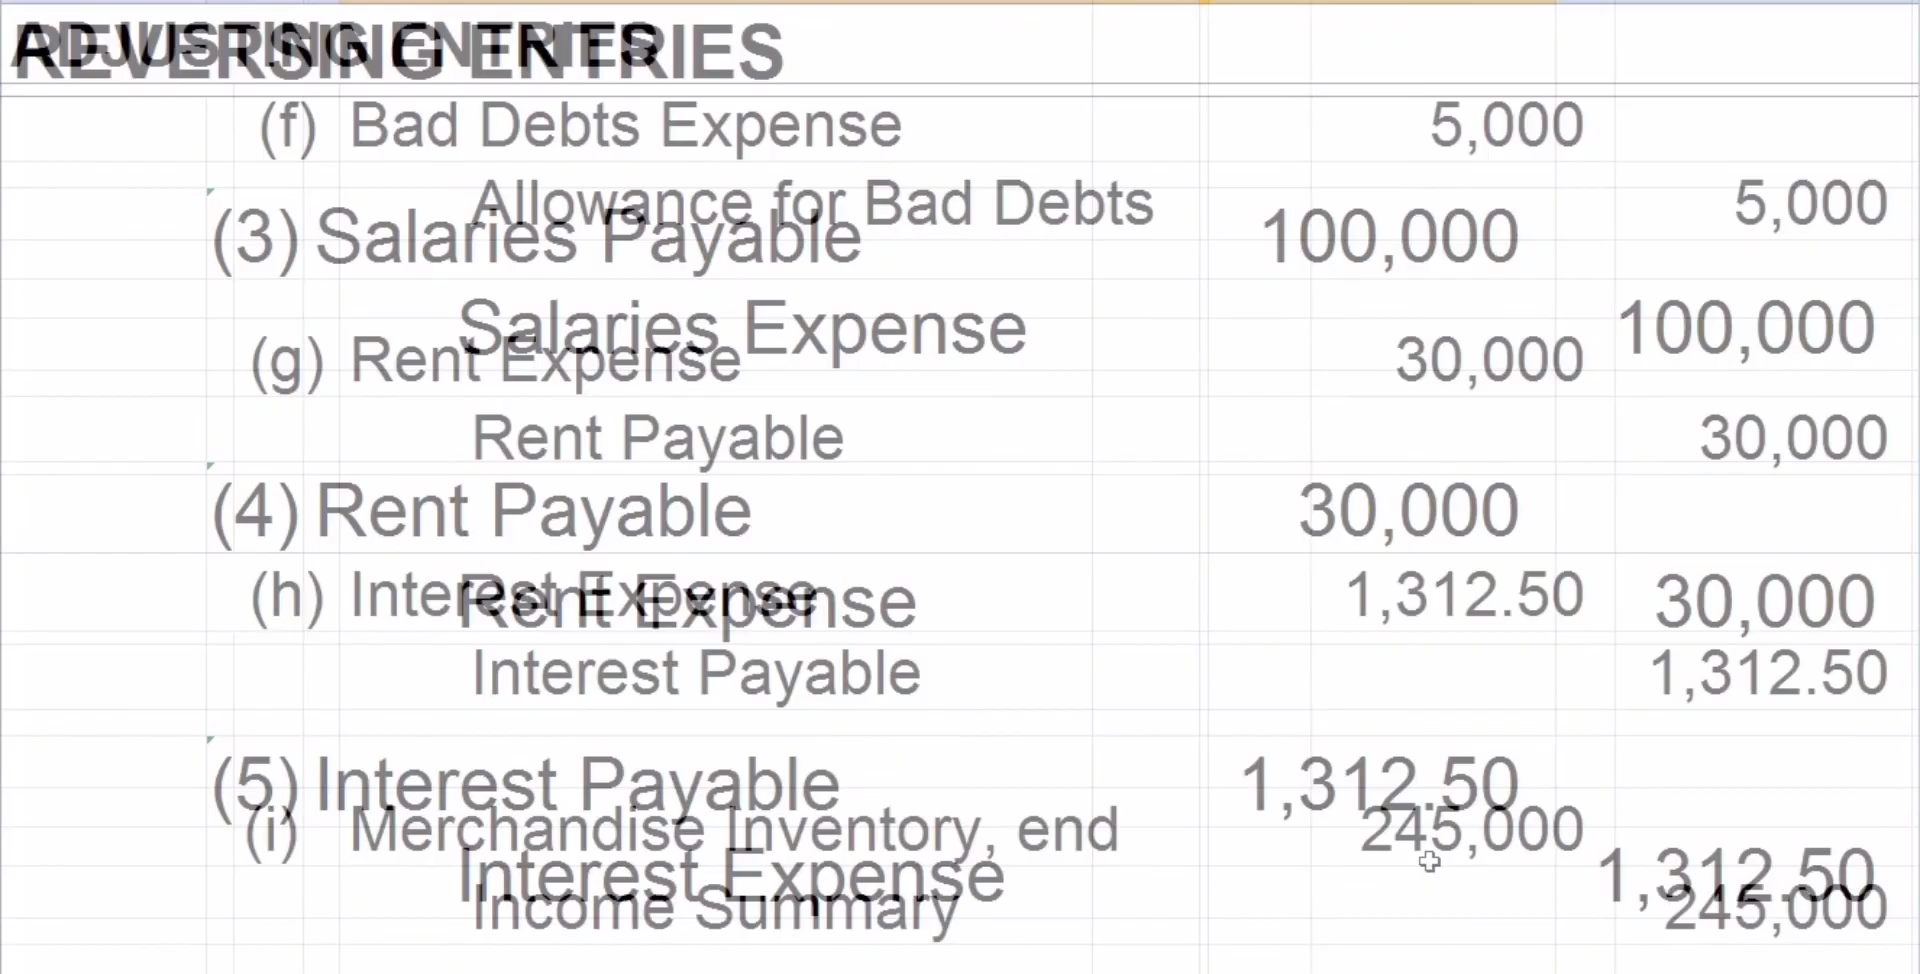 ADJUSTING ENTRIES
REVERSING ENTRIES
(f) Bad Debts Expense 5,000
Allowance for Bad Debts 5,000
(3) Salaries Payable 100,000
Salaries Expense 100,000
(g) Rent Expense 30,000
Rent Payable 30,000
(4) Rent Payable 30,000
(h) Interest Expense 1,312.50
Rent Expense 30,000
Interest Payable 1,312.50
(5) Interest Payable 1,312.50
(i) Merchandise Inventory, end 245,000
Interest Expense 1,312.50
Income Summary 245,000